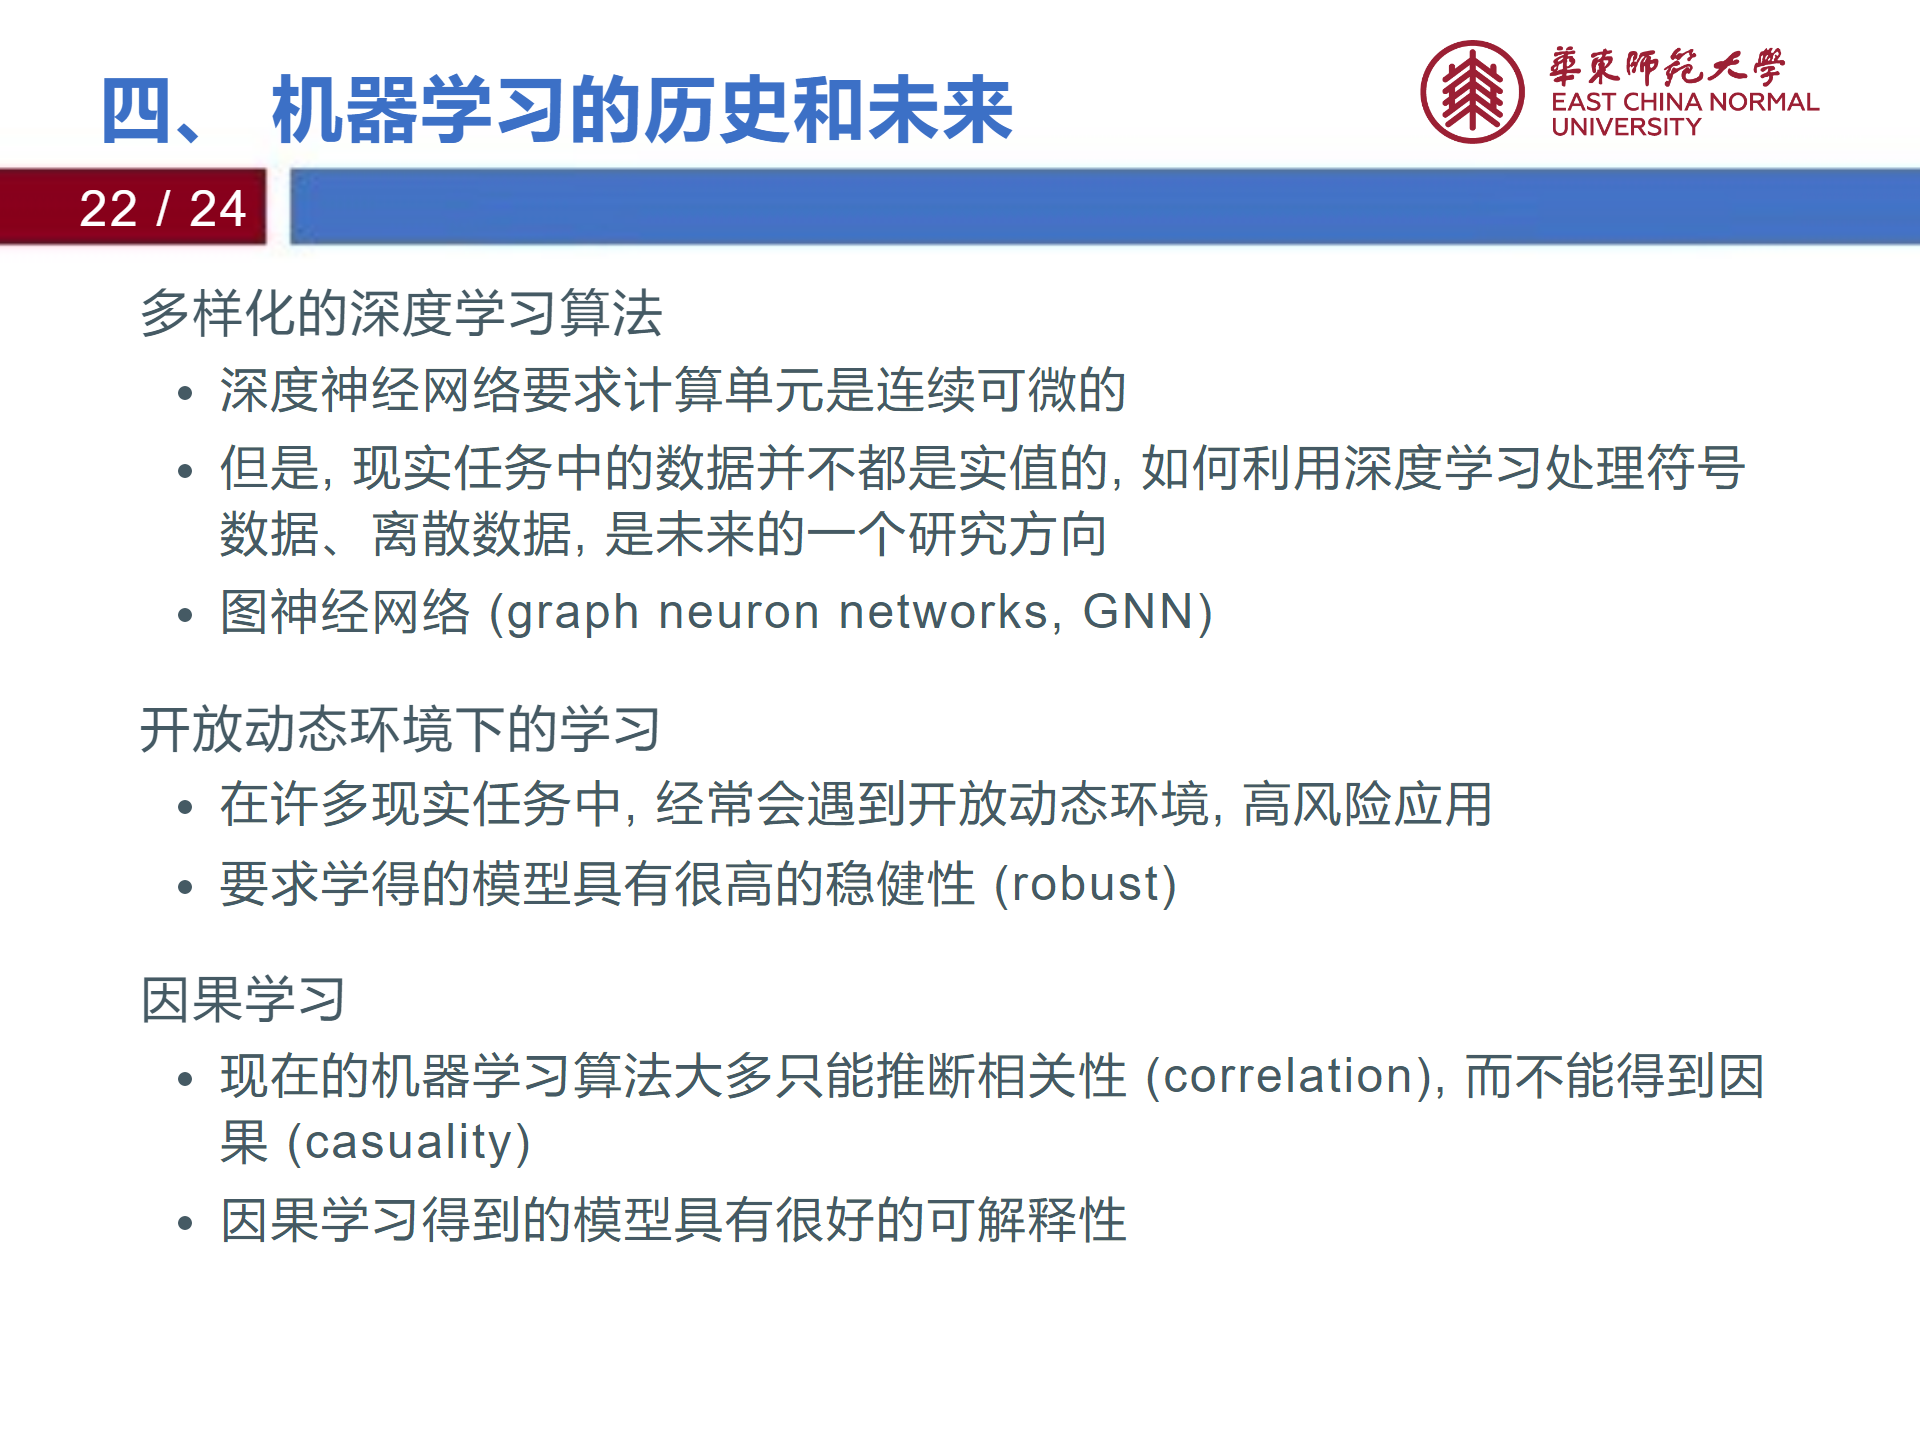 四、 机器学习的历史和未来
華東師範大學
EAST CHINA NORMAL
UNIVERSITY
22 / 24
多样化的深度学习算法
• 深度神经网络要求计算单元是连续可微的
• 但是, 现实任务中的数据并不都是实值的, 如何利用深度学习处理符号
数据、离散数据, 是未来的一个研究方向
• 图神经网络 (graph neuron networks, GNN)
开放动态环境下的学习
• 在许多现实任务中, 经常会遇到开放动态环境, 高风险应用
• 要求学得的模型具有很高的稳健性 (robust)
因果学习
• 现在的机器学习算法大多只能推断相关性 (correlation), 而不能得到因
果 (casuality)
• 因果学习得到的模型具有很好的可解释性